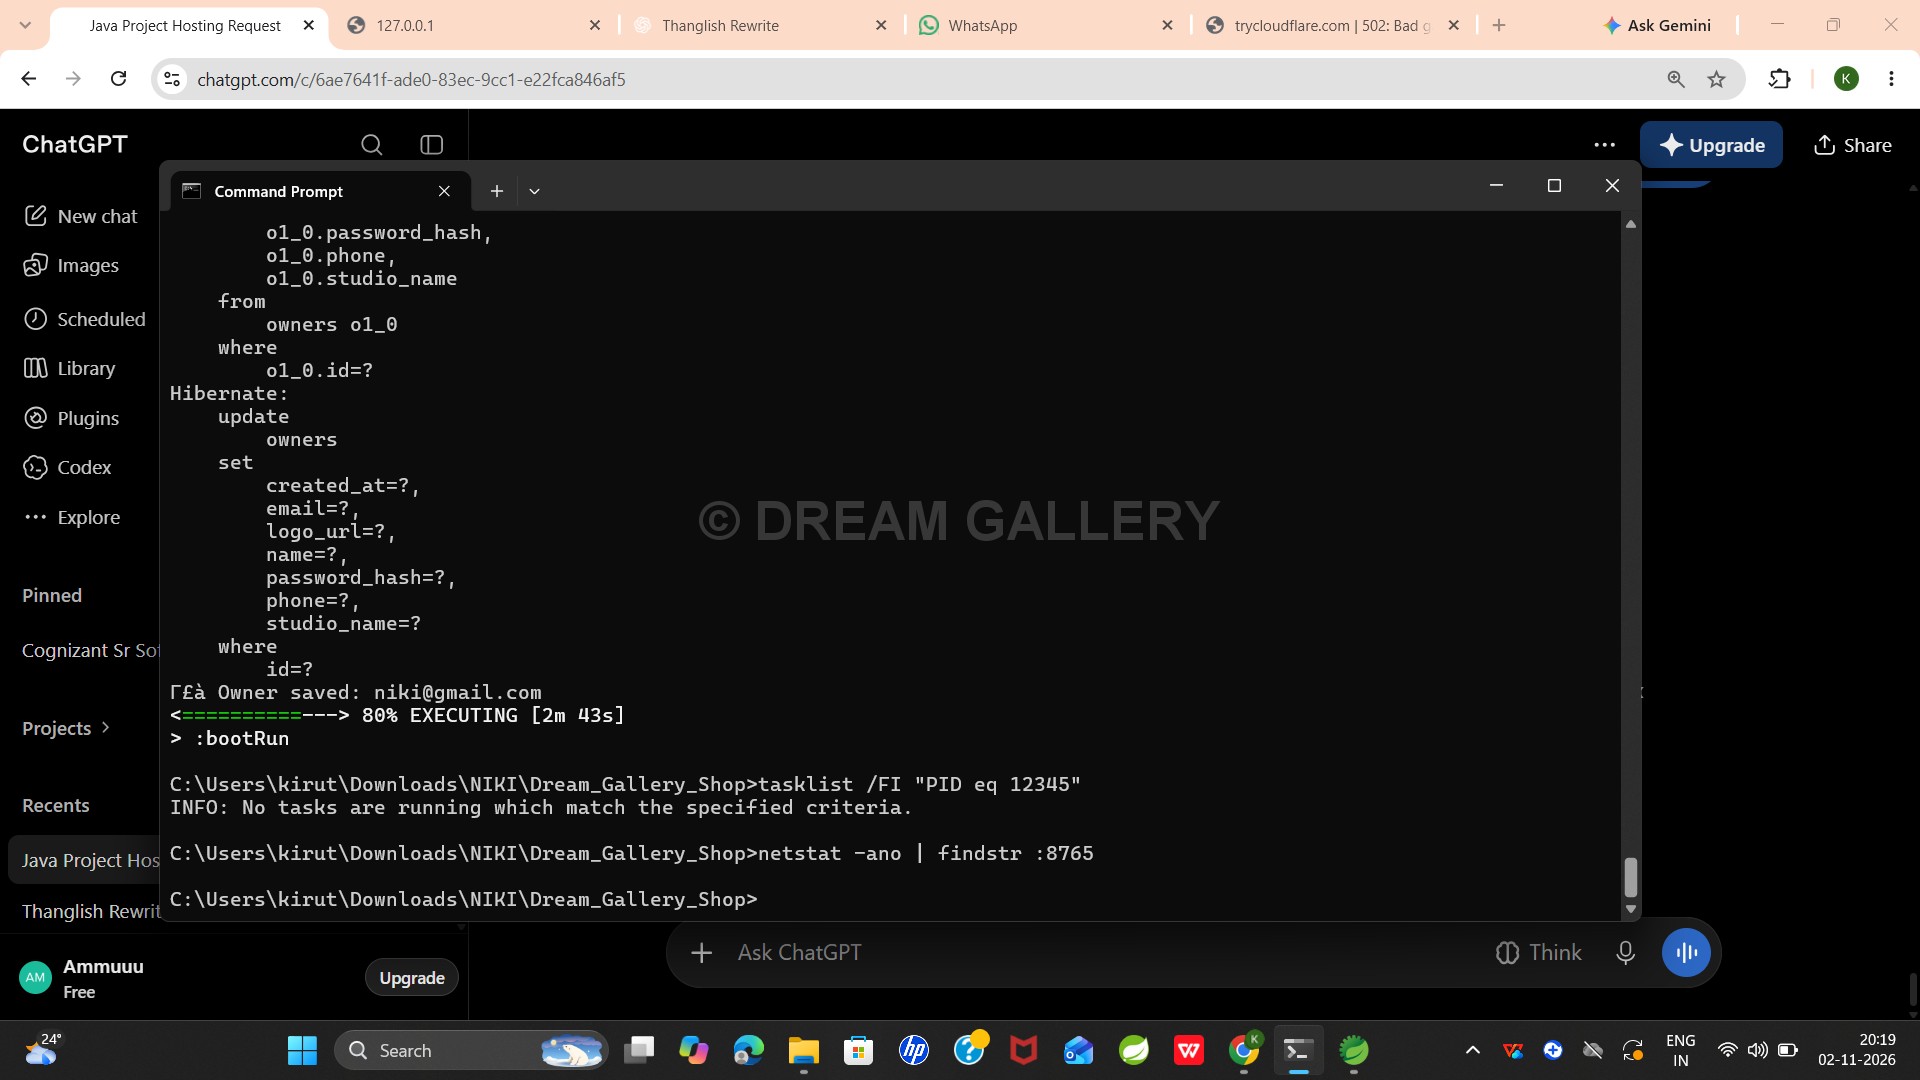 Java Project Hosting Request
127.0.0.1
Thanglish Rewrite
WhatsApp
trycloudflare.com | 502: Bad g
Ask Gemini
chatgpt.com/c/6ae7641f-ade0-83ec-9cc1-e22fca846af5
K
ChatGPT
Upgrade
Share
New chat
Images
Scheduled
Library
Plugins
Codex
Explore
Pinned
Cognizant Sr So
Projects
Recents
Java Project Hos
Thanglish Rewrit
AM
Ammuuu
Free
Upgrade
Command Prompt
o1_0.password_hash,
o1_0.phone,
o1_0.studio_name
from
owners o1_0
where
o1_0.id=?
Hibernate:
update
owners
set
created_at=?,
email=?,
logo_url=?,
name=?,
password_hash=?,
phone=?,
studio_name=?
where
id=?
Γ£à Owner saved: niki@gmail.com
<==========---> 80% EXECUTING [2m 43s]
> :bootRun
C:\Users\kirut\Downloads\NIKI\Dream_Gallery_Shop>tasklist /FI "PID eq 12345"
INFO: No tasks are running which match the specified criteria.
C:\Users\kirut\Downloads\NIKI\Dream_Gallery_Shop>netstat -ano | findstr :8765
C:\Users\kirut\Downloads\NIKI\Dream_Gallery_Shop>
© DREAM GALLERY
Ask ChatGPT
Think
24°
Search
hp
K
ENG
IN
20:19
02-11-2026